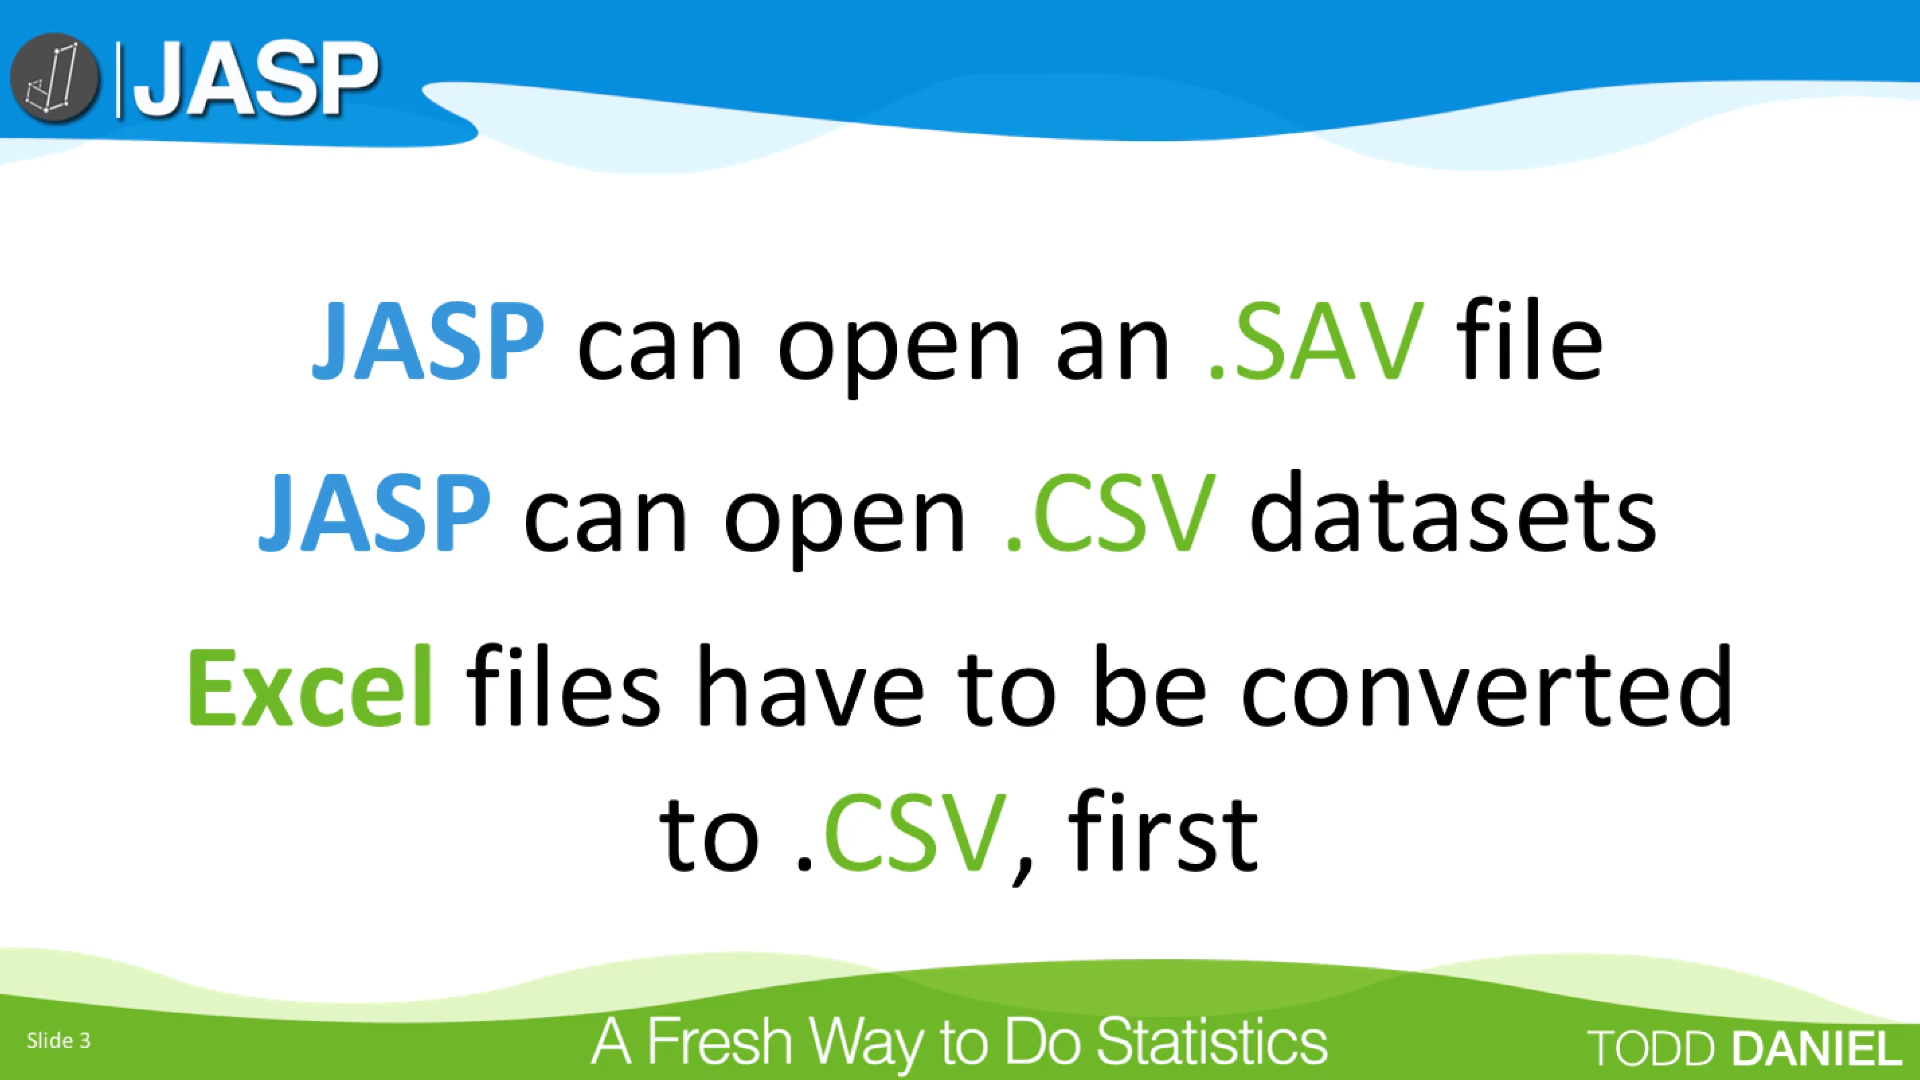 JASP
JASP can open an .SAV file
JASP can open .CSV datasets
Excel files have to be converted
to .CSV, first
Slide 3
A Fresh Way to Do Statistics
TODD DANIEL